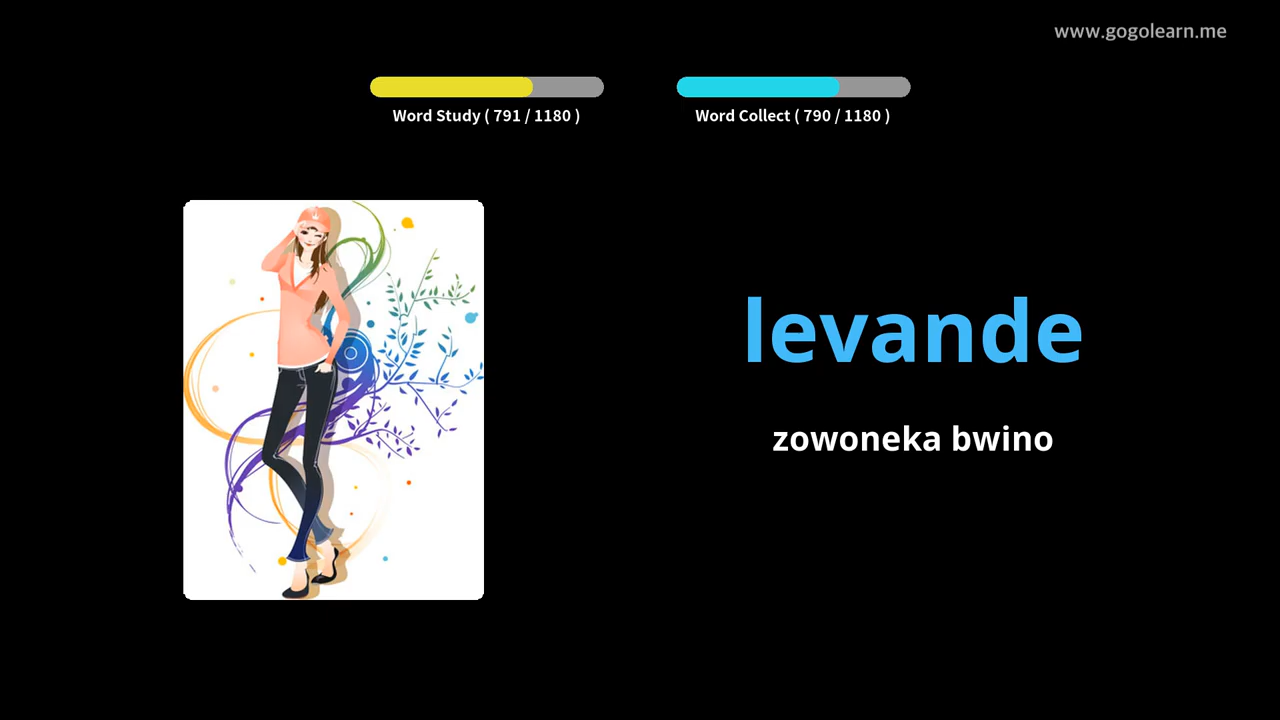 www.gogolearn.me
Word Study ( 791 / 1180 )
Word Collect ( 790 / 1180 )
levande
zowoneka bwino